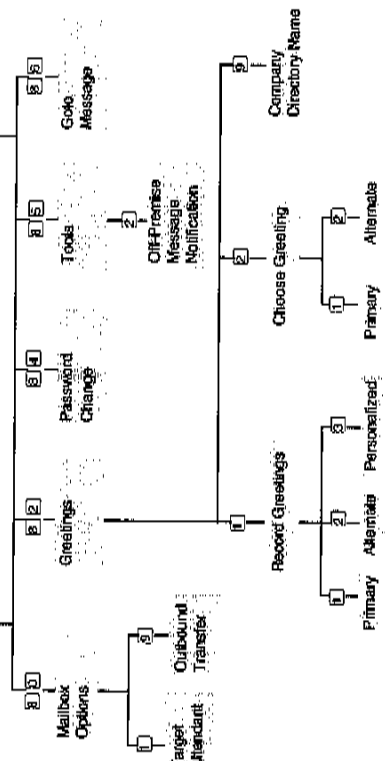 8 0
Mailbox
Options
8 2
Greetings
8 4
Password
Change
8 5
Tools
8 6
Goto
Message
1
Target
Attendant
9
Outbound
Transfer
2
Off-Premise
Message
Notification
1
Record Greetings
2
Choose Greeting
9
Company
Directory Name
1
Primary
2
Alternate
3
Personalized
1
Primary
2
Alternate